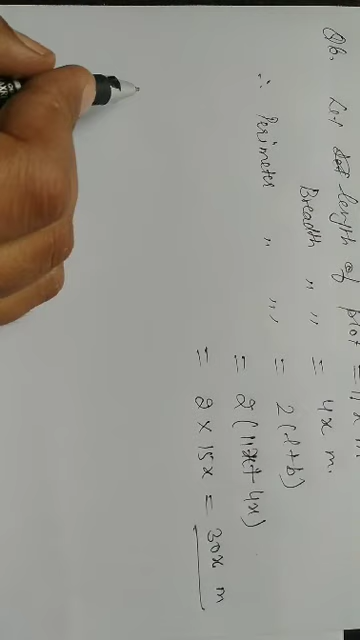 Q6. Let length of plot = 11x m
Breadth " " = 4x m.
∴ Perimeter " " " = 2(l+b)
= 2(11x+4x)
= 2 × 15x = 30x m